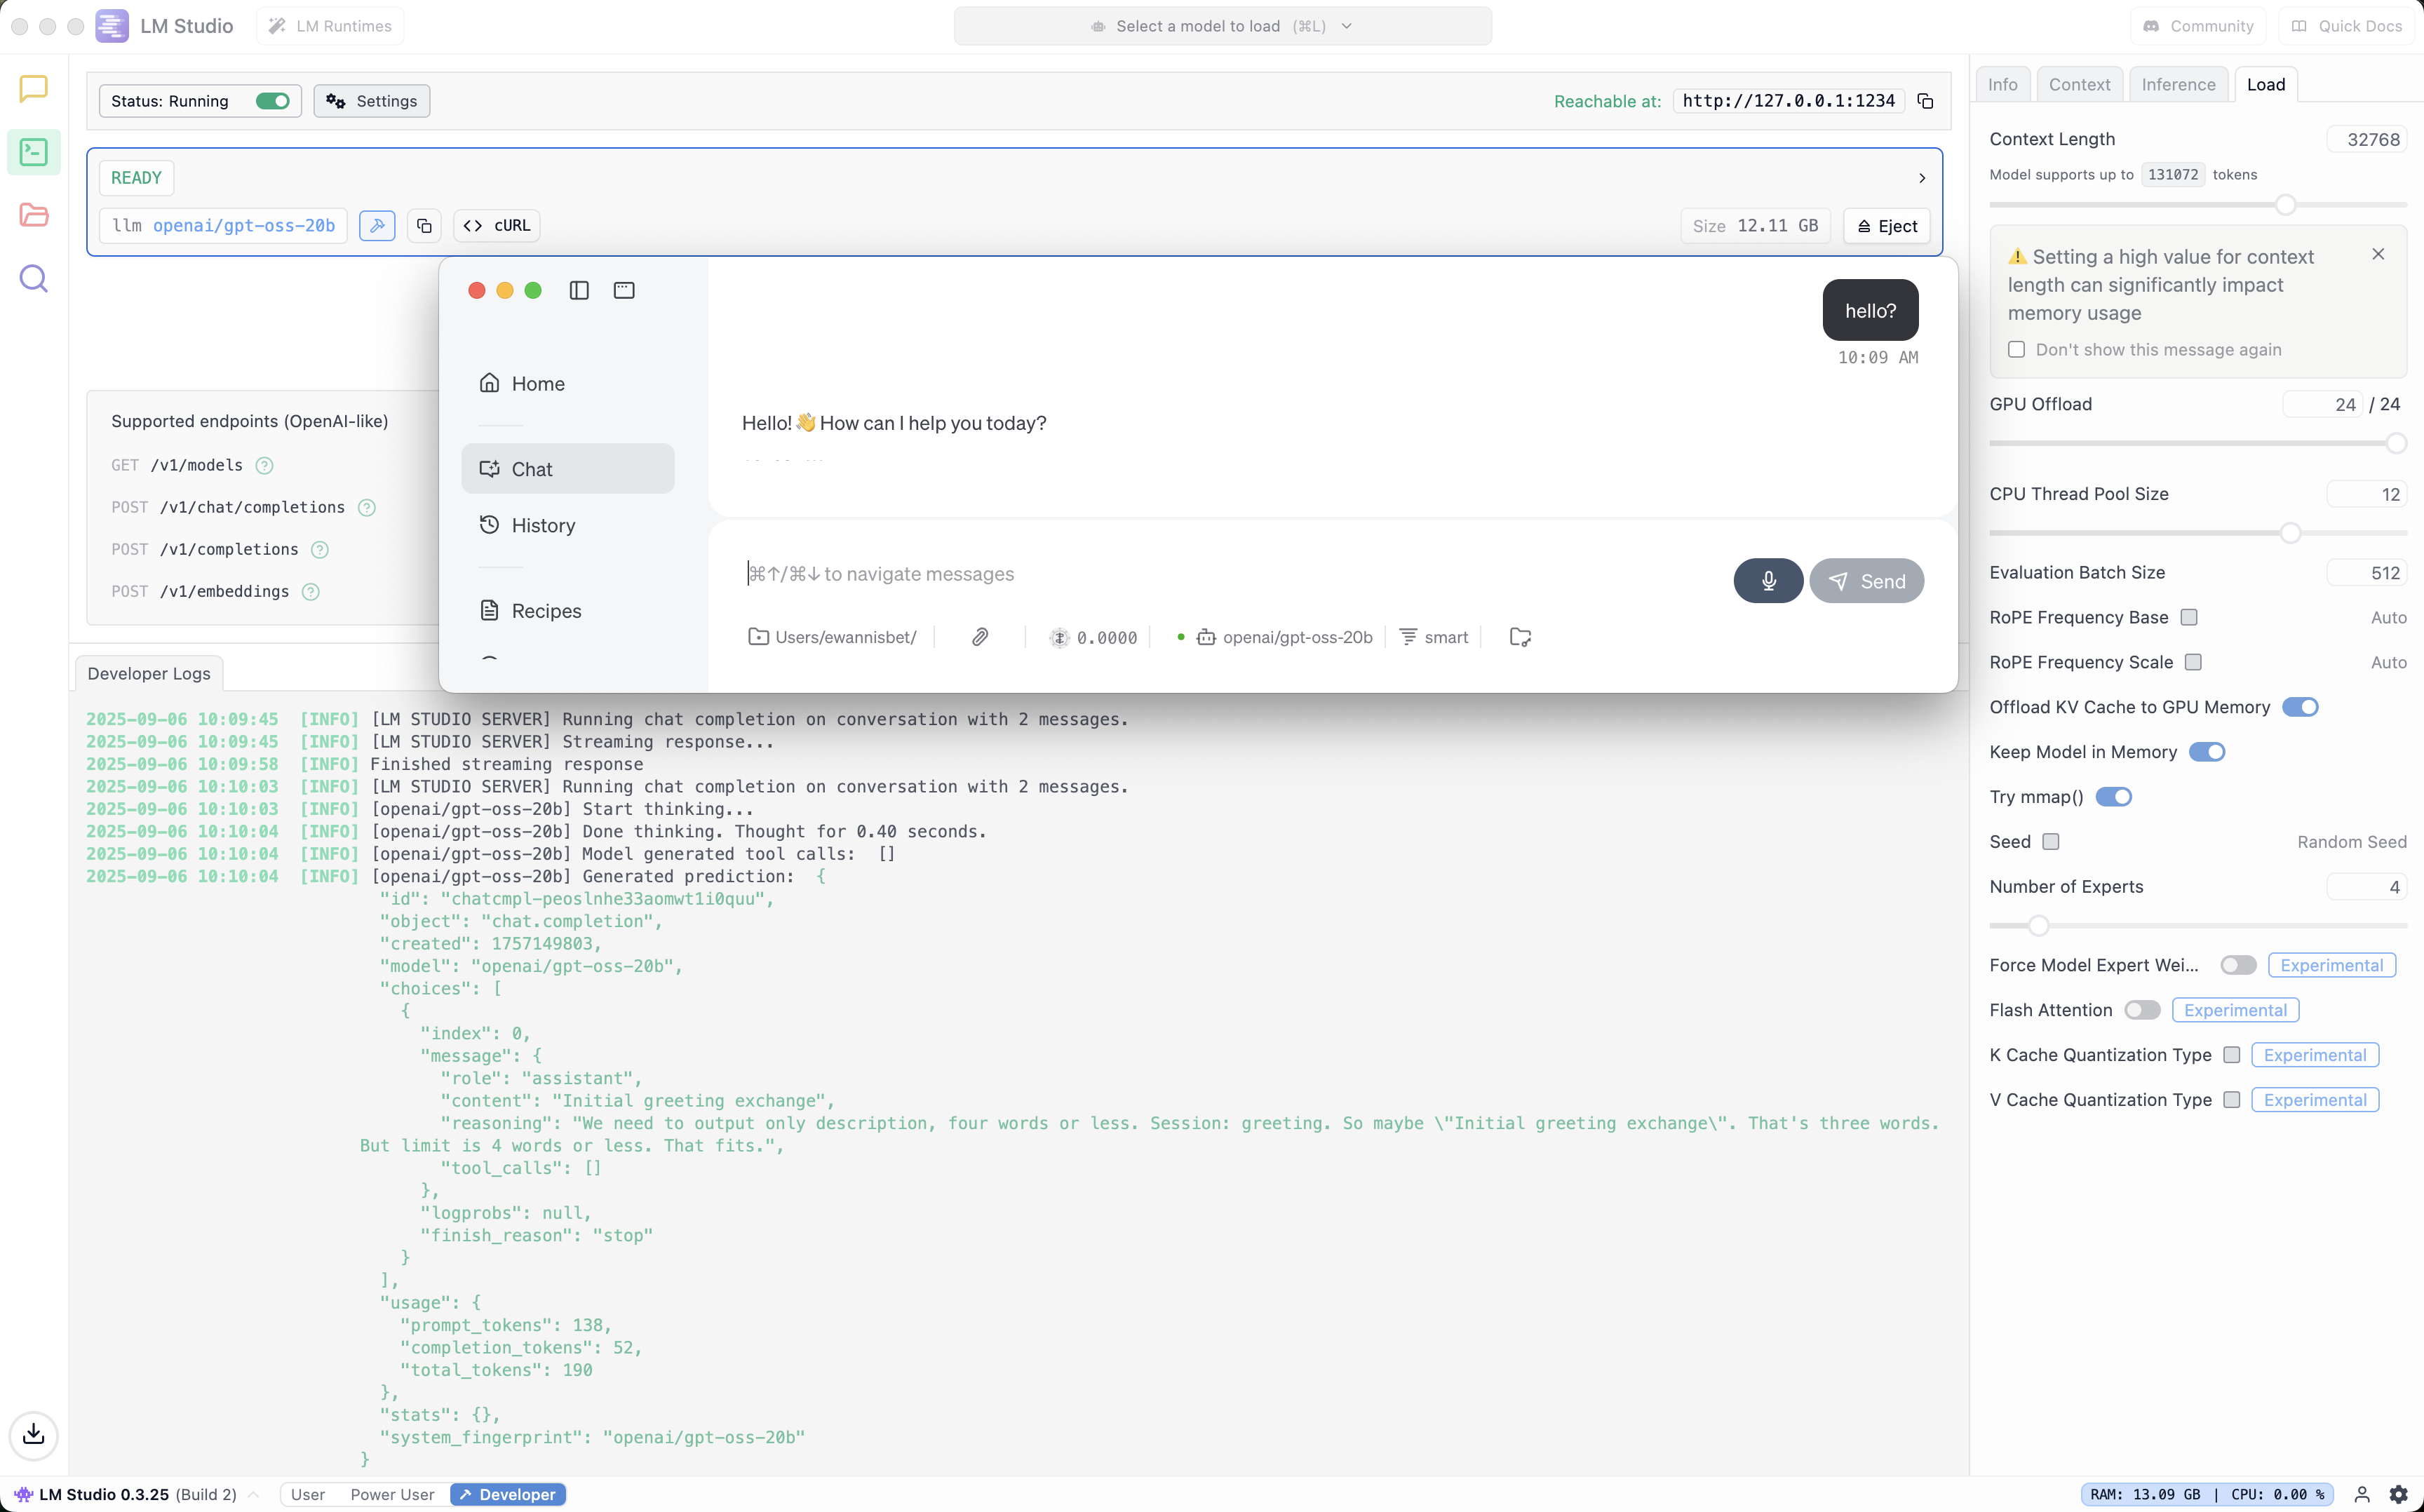 LM Studio
LM Runtimes
Select a model to load (⌘L)
Community
Quick Docs
Status: Running
Settings
Reachable at: http://127.0.0.1:1234
READY
llm openai/gpt-oss-20b
cURL
Size 12.11 GB
Eject
Supported endpoints (OpenAI-like)
GET /v1/models ?
POST /v1/chat/completions ?
POST /v1/completions ?
POST /v1/embeddings ?
Home
Chat
History
Recipes
hello?
10:09 AM
Hello! 👋 How can I help you today?
⌘↑/⌘↓ to navigate messages
Send
Users/ewannisbet/
0.0000
openai/gpt-oss-20b
smart
Developer Logs
2025-09-06 10:09:45 [INFO] [LM STUDIO SERVER] Running chat completion on conversation with 2 messages.
2025-09-06 10:09:45 [INFO] [LM STUDIO SERVER] Streaming response...
2025-09-06 10:09:58 [INFO] Finished streaming response
2025-09-06 10:10:03 [INFO] [LM STUDIO SERVER] Running chat completion on conversation with 2 messages.
2025-09-06 10:10:03 [INFO] [openai/gpt-oss-20b] Start thinking...
2025-09-06 10:10:04 [INFO] [openai/gpt-oss-20b] Done thinking. Thought for 0.40 seconds.
2025-09-06 10:10:04 [INFO] [openai/gpt-oss-20b] Model generated tool calls: []
2025-09-06 10:10:04 [INFO] [openai/gpt-oss-20b] Generated prediction: {
"id": "chatcmpl-peoslnhe33aomwt1i0quu",
"object": "chat.completion",
"created": 1757149803,
"model": "openai/gpt-oss-20b",
"choices": [
{
"index": 0,
"message": {
"role": "assistant",
"content": "Initial greeting exchange",
"reasoning": "We need to output only description, four words or less. Session: greeting. So maybe \"Initial greeting exchange\". That's three words.
But limit is 4 words or less. That fits.",
"tool_calls": []
},
"logprobs": null,
"finish_reason": "stop"
}
],
"usage": {
"prompt_tokens": 138,
"completion_tokens": 52,
"total_tokens": 190
},
"stats": {},
"system_fingerprint": "openai/gpt-oss-20b"
}
Info
Context
Inference
Load
Context Length 32768
Model supports up to 131072 tokens
⚠️ Setting a high value for context
length can significantly impact
memory usage
Don't show this message again
GPU Offload 24 / 24
CPU Thread Pool Size 12
Evaluation Batch Size 512
RoPE Frequency Base Auto
RoPE Frequency Scale Auto
Offload KV Cache to GPU Memory
Keep Model in Memory
Try mmap()
Seed Random Seed
Number of Experts 4
Force Model Expert Wei... Experimental
Flash Attention Experimental
K Cache Quantization Type Experimental
V Cache Quantization Type Experimental
LM Studio 0.3.25 (Build 2)
User
Power User
Developer
RAM: 13.09 GB | CPU: 0.00 %